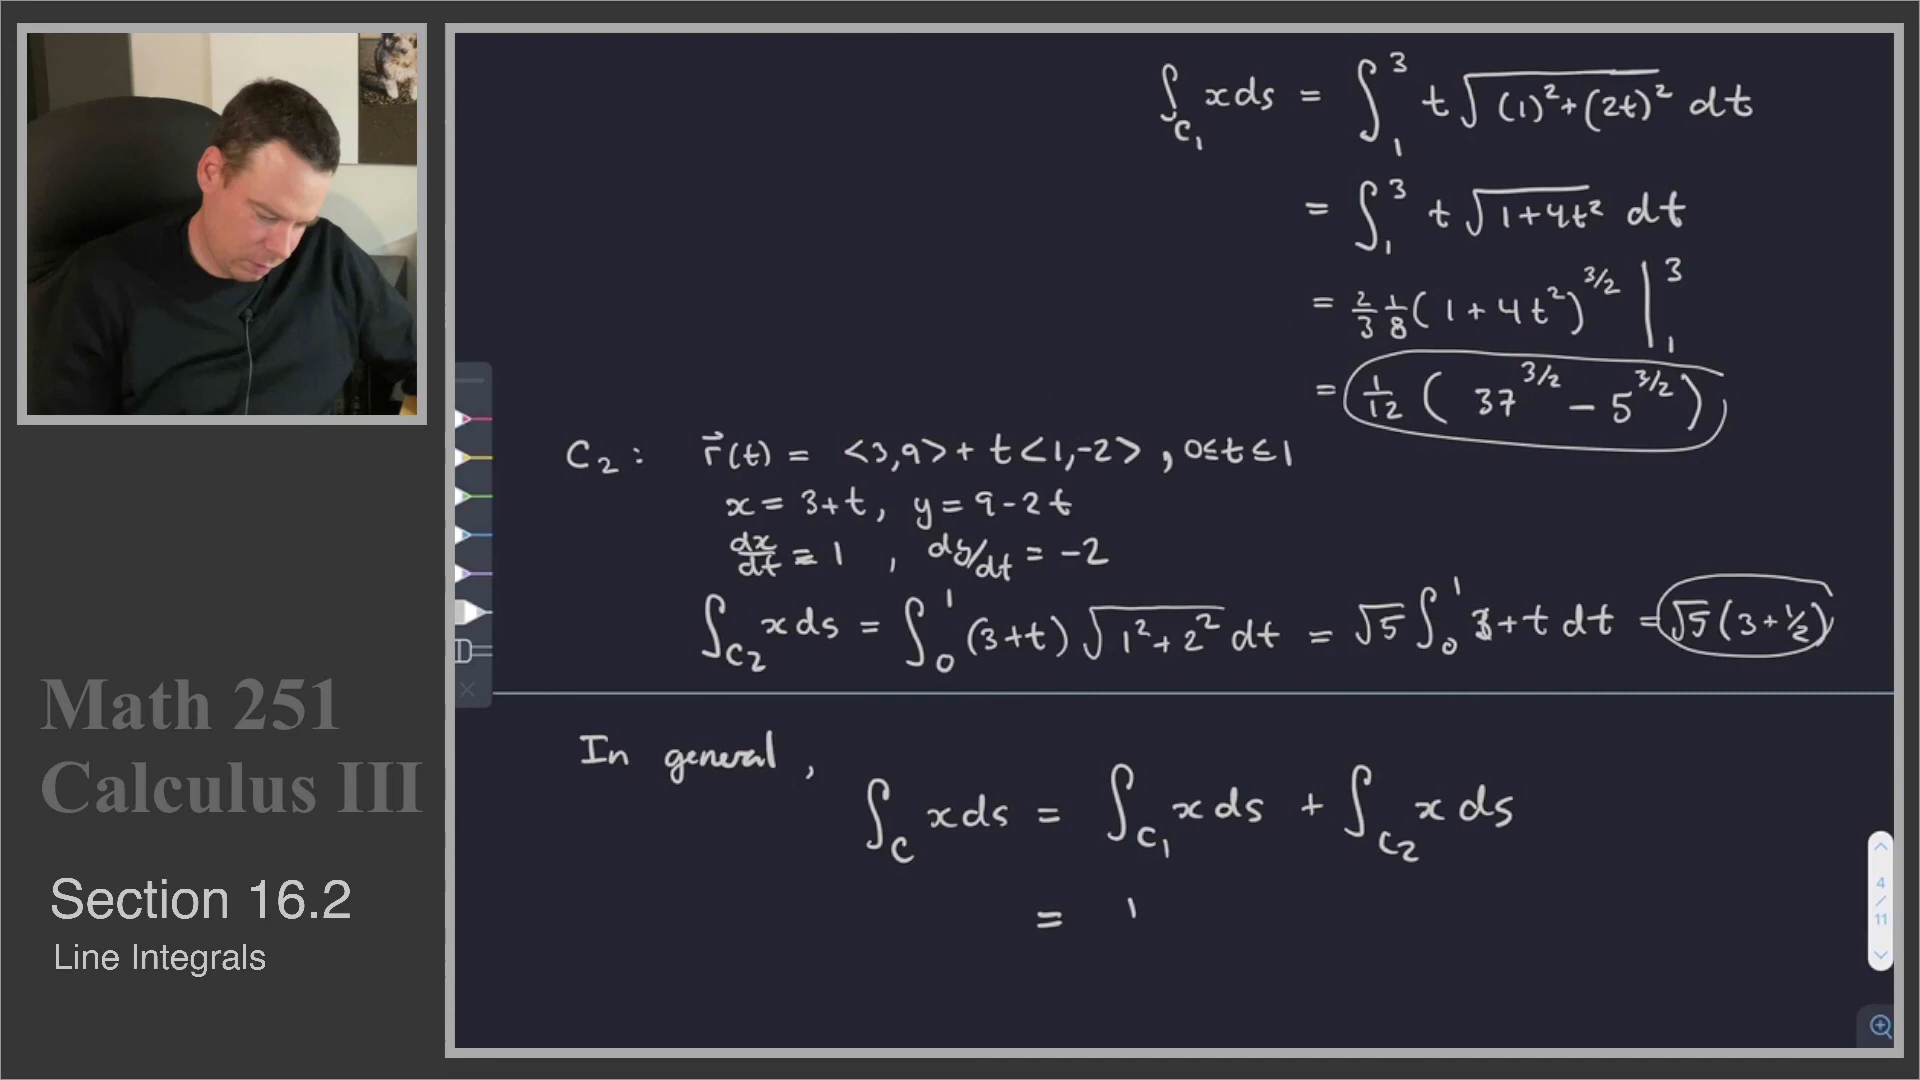 ∫_{C₁} x ds = ∫₁³ t √((1)² + (2t)²) dt
= ∫₁³ t √(1+4t²) dt
= 2/3 1/8 (1 + 4t²)^{3/2} |₁³
= 1/12 (37^{3/2} − 5^{3/2})
C₂ : r⃗(t) = <3,9> + t<1,-2> , 0≤t≤1
x = 3+t, y = 9-2t
dx/dt = 1 , dy/dt = -2
∫_{C₂} x ds = ∫₀¹ (3+t) √(1²+2²) dt = √5 ∫₀¹ 3+t dt = √5 (3+½)
In general,
∫_C x ds = ∫_{C₁} x ds + ∫_{C₂} x ds
= 1
Math 251
Calculus III
Section 16.2
Line Integrals
4
/
11